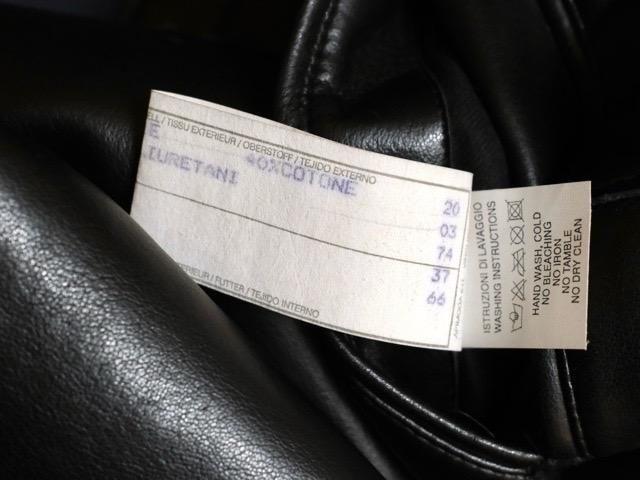 ELL / TISSU EXTERIEUR / OBERSTOFF / TEJIDO EXTERNO
E 40%COTONE
IURETANI
20
03
74
37
66
ERIEUR / FUTTER / TEJIDO INTERNO
ISTRUZIONI DI LAVAGGIO
WASHING INSTRUCTIONS
HAND WASH, COLD
NO BLEACHING
NO IRON
NO TAMBLE
NO DRY CLEAN